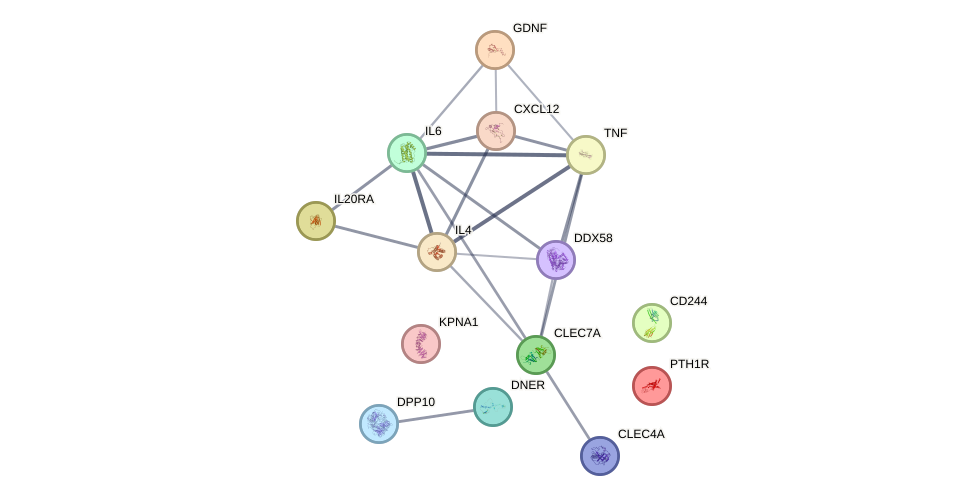 GDNF
CXCL12
IL6
TNF
IL20RA
IL4
DDX58
CD244
KPNA1
CLEC7A
PTH1R
DNER
DPP10
CLEC4A